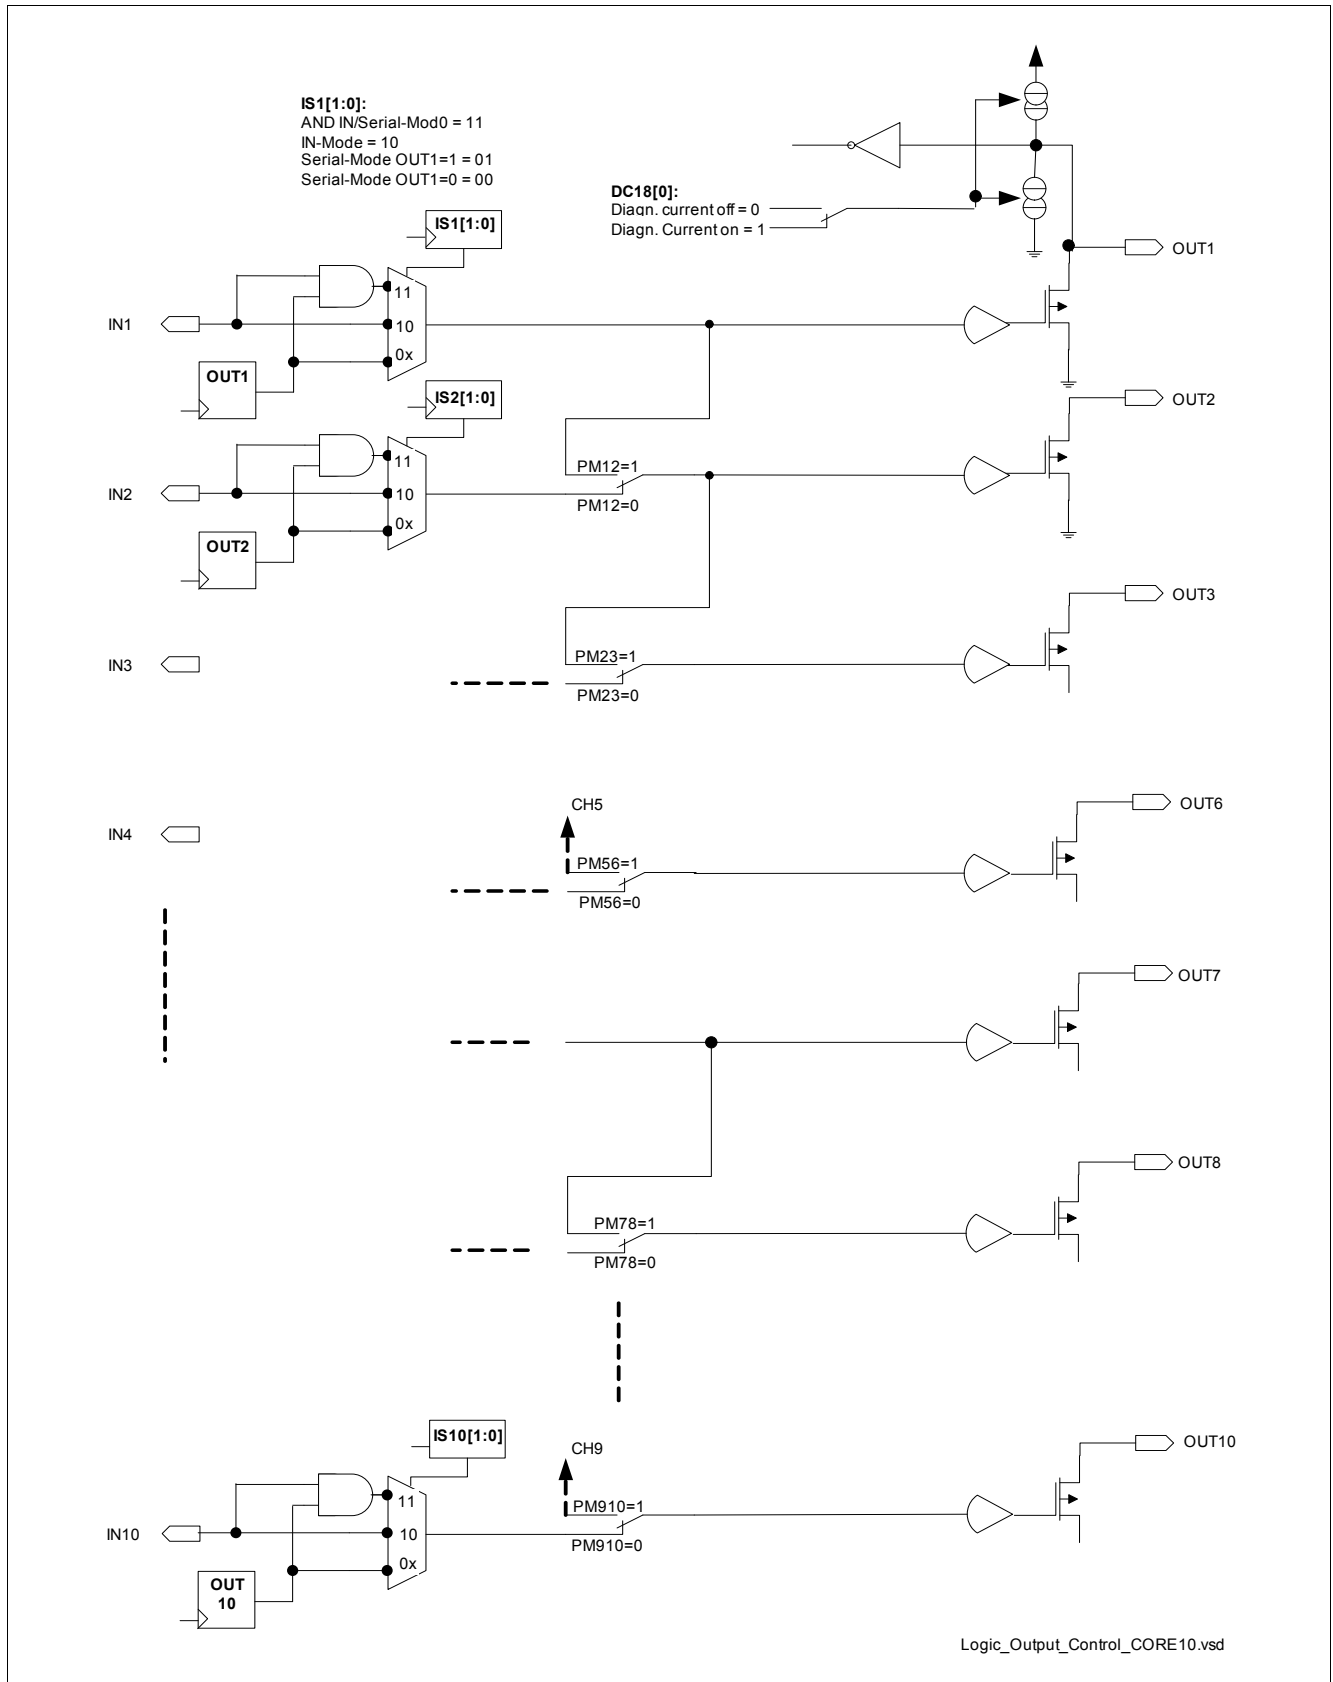 IS1[1:0]:
AND IN/Serial-Mod0 = 11
IN-Mode = 10
Serial-Mode OUT1=1 = 01
Serial-Mode OUT1=0 = 00
DC18[0]:
Diagn. current off = 0
Diagn. Current on = 1
IS1[1:0]
OUT1
11
IN1
10
0x
OUT1
IS2[1:0]
OUT2
11
PM12=1
IN2
10
PM12=0
0x
OUT2
OUT3
IN3
PM23=1
PM23=0
OUT6
CH5
IN4
PM56=1
PM56=0
OUT7
OUT8
PM78=1
PM78=0
IS10[1:0]
CH9
OUT10
11
PM910=1
IN10
10
PM910=0
0x
OUT
10
Logic_Output_Control_CORE10.vsd